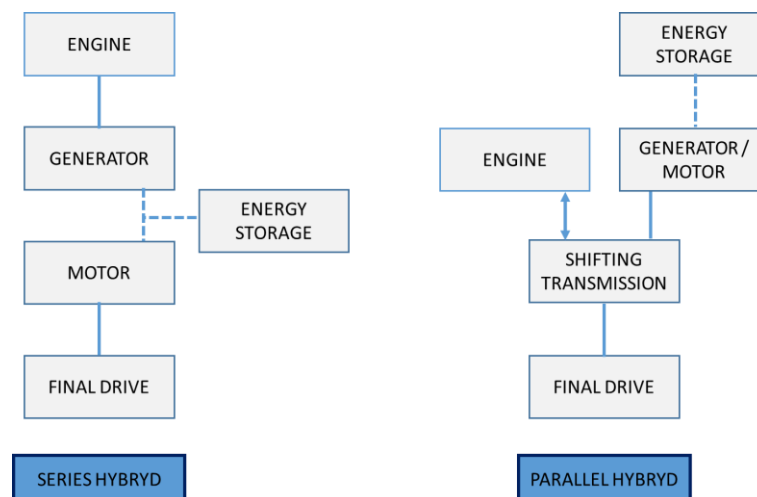 ENGINE
GENERATOR
ENERGY
STORAGE
MOTOR
FINAL DRIVE
SERIES HYBRYD
ENERGY
STORAGE
ENGINE
GENERATOR /
MOTOR
SHIFTING
TRANSMISSION
FINAL DRIVE
PARALLEL HYBRYD